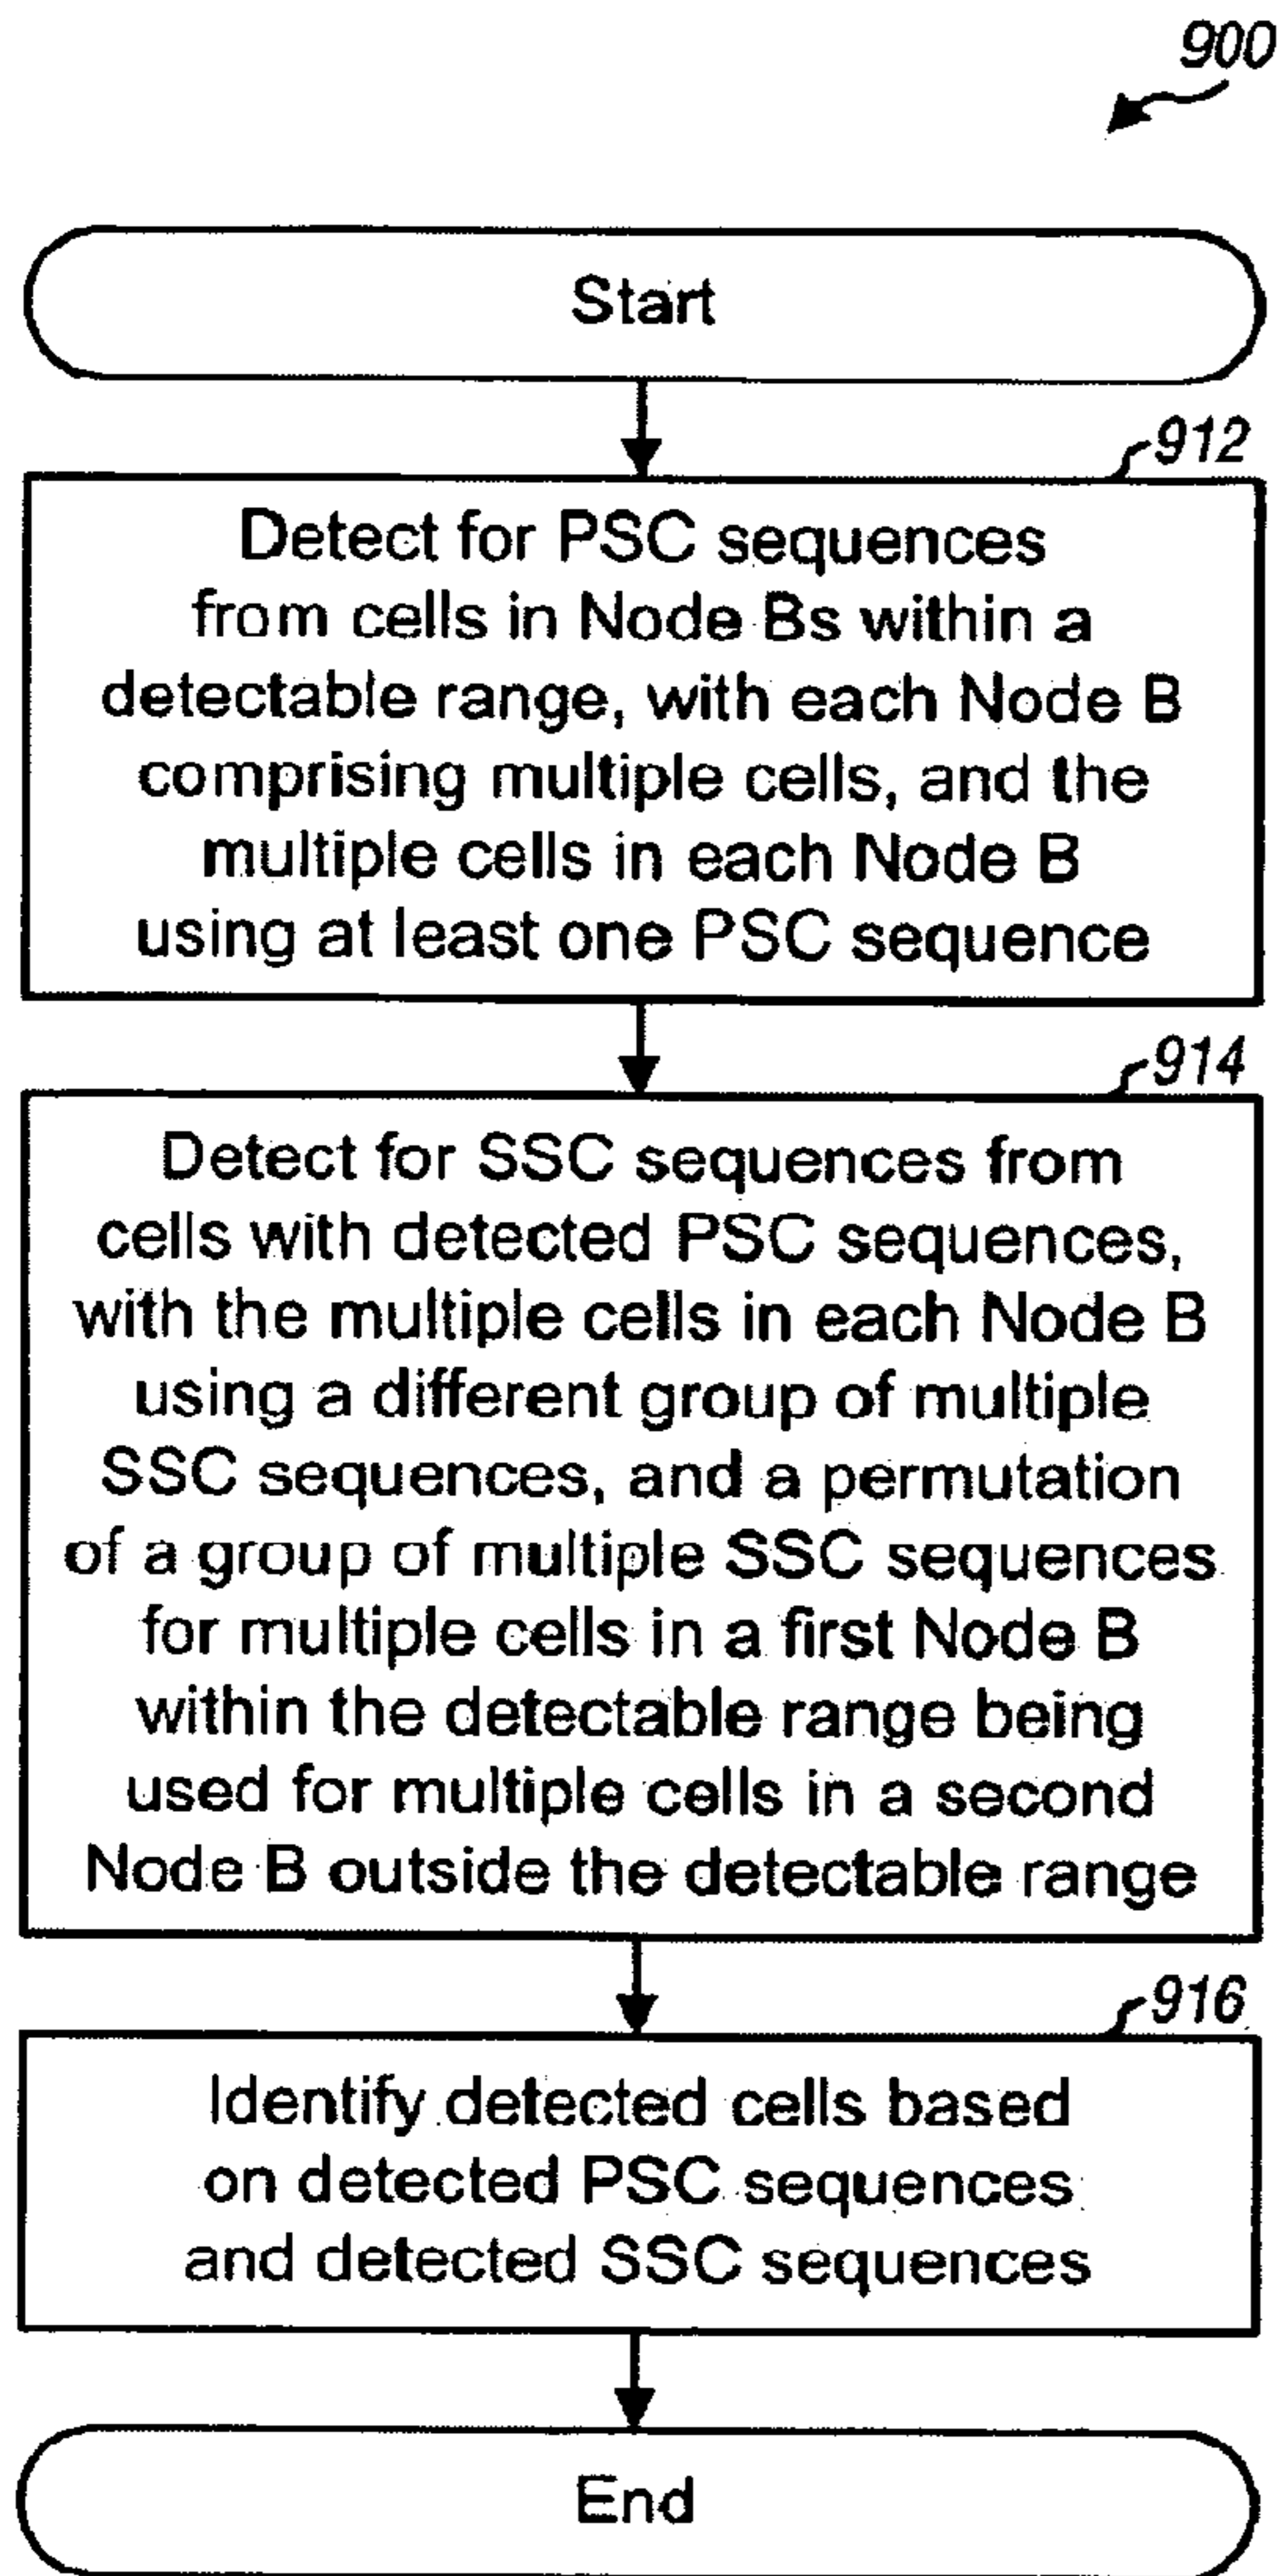 900
Start
912
Detect for PSC sequences
from cells in Node Bs within a
detectable range, with each Node B
comprising multiple cells, and the
multiple cells in each Node B
using at least one PSC sequence
914
Detect for SSC sequences from
cells with detected PSC sequences,
with the multiple cells in each Node B
using a different group of multiple
SSC sequences, and a permutation
of a group of multiple SSC sequences
for multiple cells in a first Node B
within the detectable range being
used for multiple cells in a second
Node B outside the detectable range
916
Identify detected cells based
on detected PSC sequences
and detected SSC sequences
End